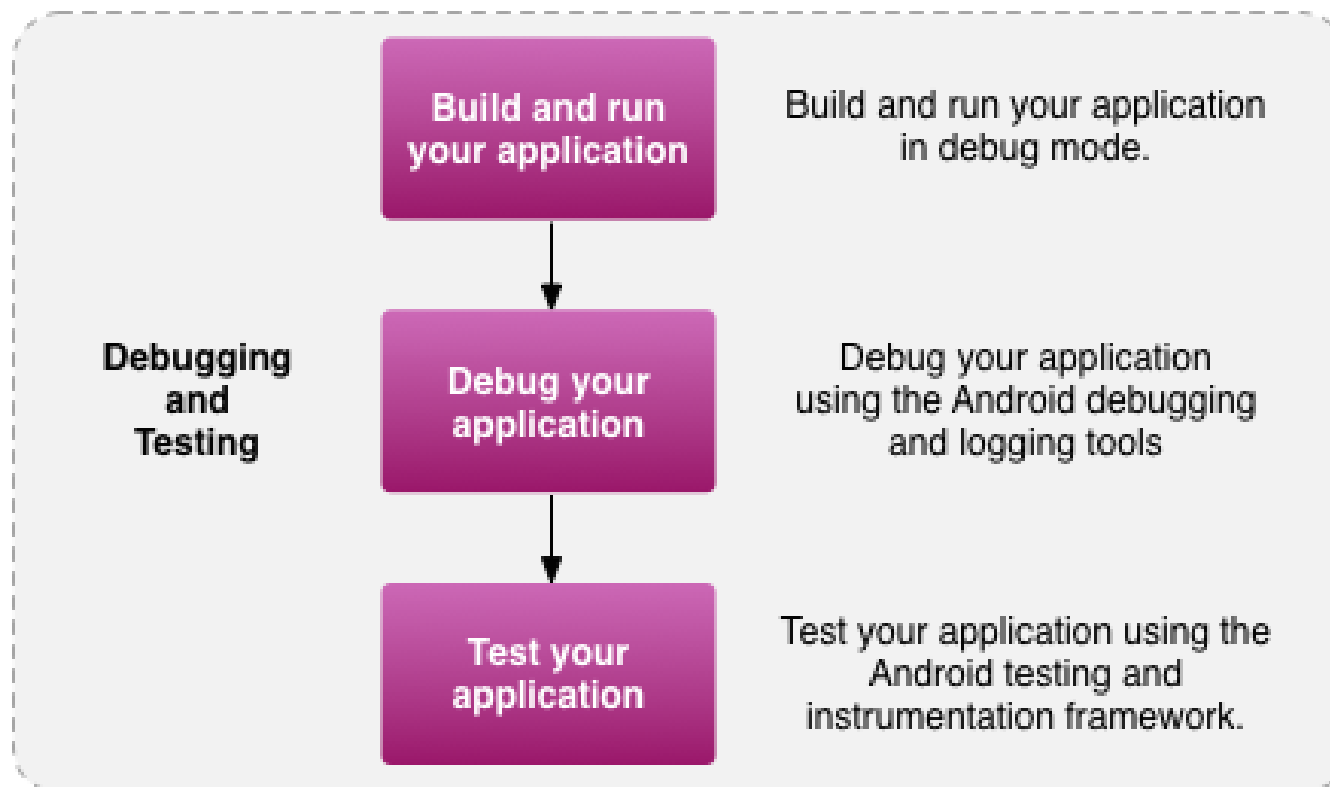 Build and run
your application
Build and run your application
in debug mode.
Debugging
and
Testing
Debug your
application
Debug your application
using the Android debugging
and logging tools
Test your
application
Test your application using the
Android testing and
instrumentation framework.